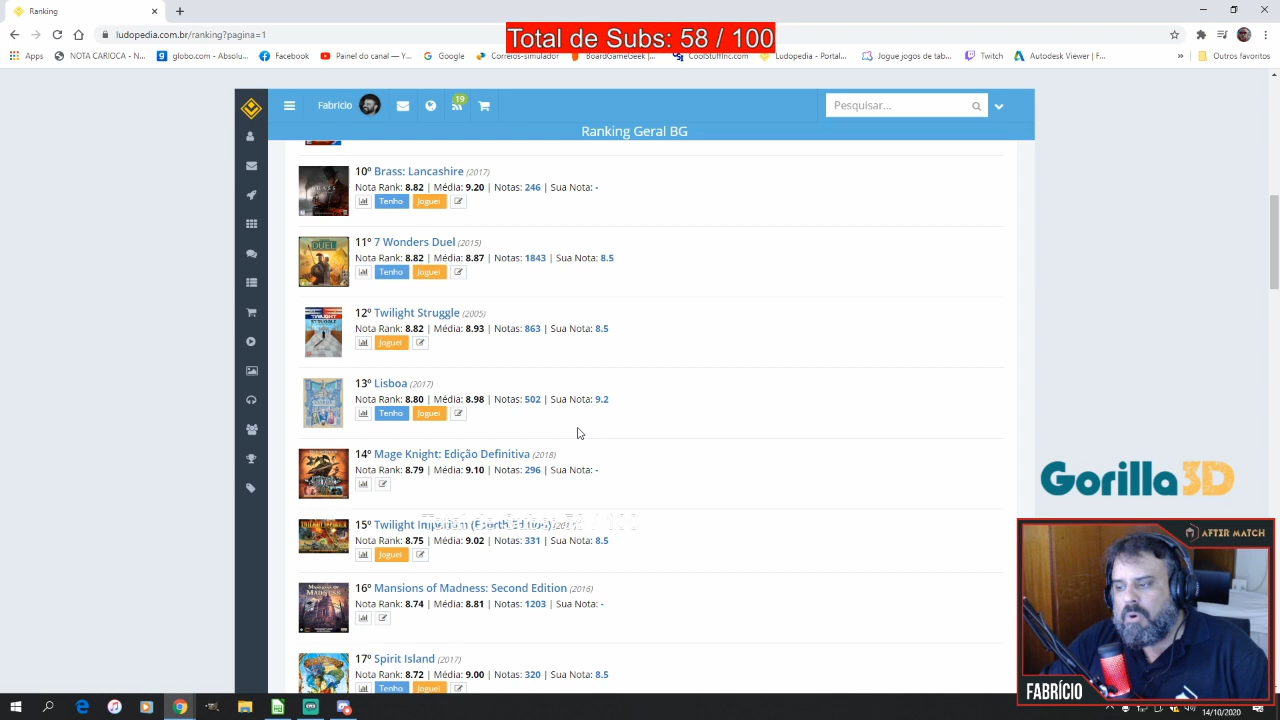 Ranking
Total de Subs: 58 / 100
ludopedia.com.br/ranking?pagina=1
Apps
NOTA CARIOCA - N...
globo.com - Absolu...
Facebook
Painel do canal — (...
Google
Correios-simulador...
BoardGameGeek |...
CoolStuffInc.com
Ludopedia - Portal...
Jogue jogos de tab...
Twitch
Autodesk Viewer | F...
»
Outros favoritos
Fabricio
19
Pesquisar...
Ranking Geral BG
10º Brass: Lancashire (2017)
Nota Rank: 8.82 | Média: 9.20 | Notas: 246 | Sua Nota: -
Tenho Joguei
DUEL
11º 7 Wonders Duel (2015)
Nota Rank: 8.82 | Média: 8.87 | Notas: 1843 | Sua Nota: 8.5
Tenho Joguei
12º Twilight Struggle (2005)
Nota Rank: 8.82 | Média: 8.93 | Notas: 863 | Sua Nota: 8.5
Joguei
13º Lisboa (2017)
Nota Rank: 8.80 | Média: 8.98 | Notas: 502 | Sua Nota: 9.2
Tenho Joguei
14º Mage Knight: Edição Definitiva (2018)
Nota Rank: 8.79 | Média: 9.10 | Notas: 296 | Sua Nota: -
Gorilla3D
15º Twilight Imperium (Fourth Edition)
Nota Rank: 8.75 | Média: 9.02 | Notas: 331 | Sua Nota: 8.5
Joguei
AFT3R MATCH
16º Mansions of Madness: Second Edition (2016)
Nota Rank: 8.74 | Média: 8.81 | Notas: 1203 | Sua Nota: -
17º Spirit Island (2017)
Nota Rank: 8.72 | Média: 9.00 | Notas: 320 | Sua Nota: 8.5
Tenho Joguei
FABRÍCIO
14/10/2020